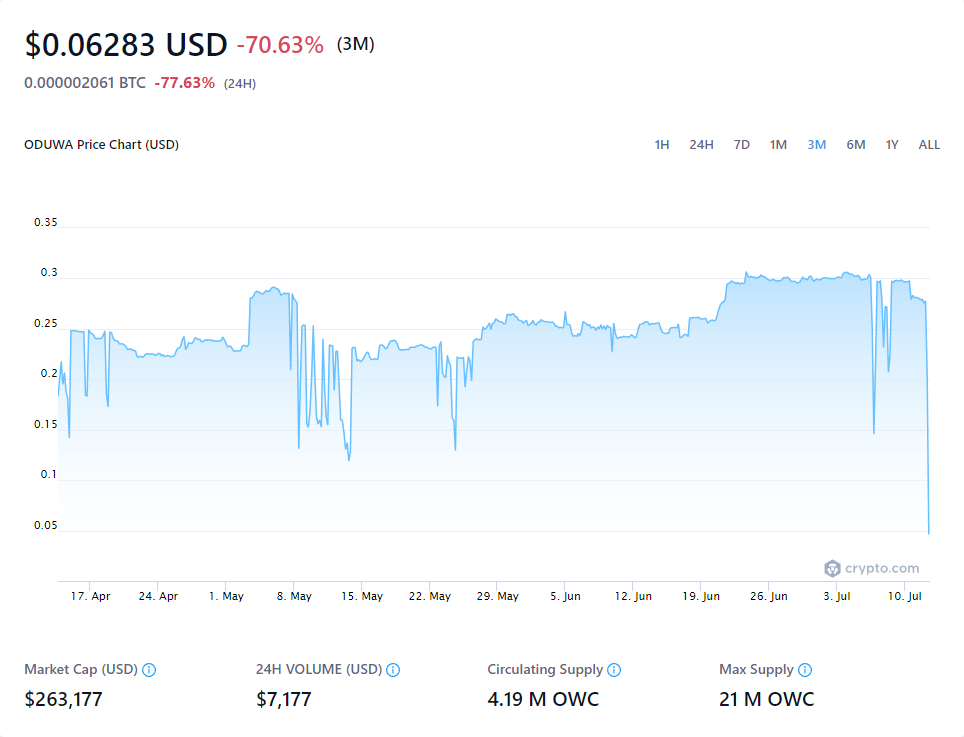 $0.06283 USD -70.63% (3M)
0.000002061 BTC -77.63% (24H)
ODUWA Price Chart (USD)
1H 24H 7D 1M 3M 6M 1Y ALL
0.35
0.3
0.25
0.2
0.15
0.1
0.05
crypto.com
17. Apr 24. Apr 1. May 8. May 15. May 22. May 29. May 5. Jun 12. Jun 19. Jun 26. Jun 3. Jul 10. Jul
Market Cap (USD) 24H VOLUME (USD) Circulating Supply Max Supply
$263,177 $7,177 4.19 M OWC 21 M OWC